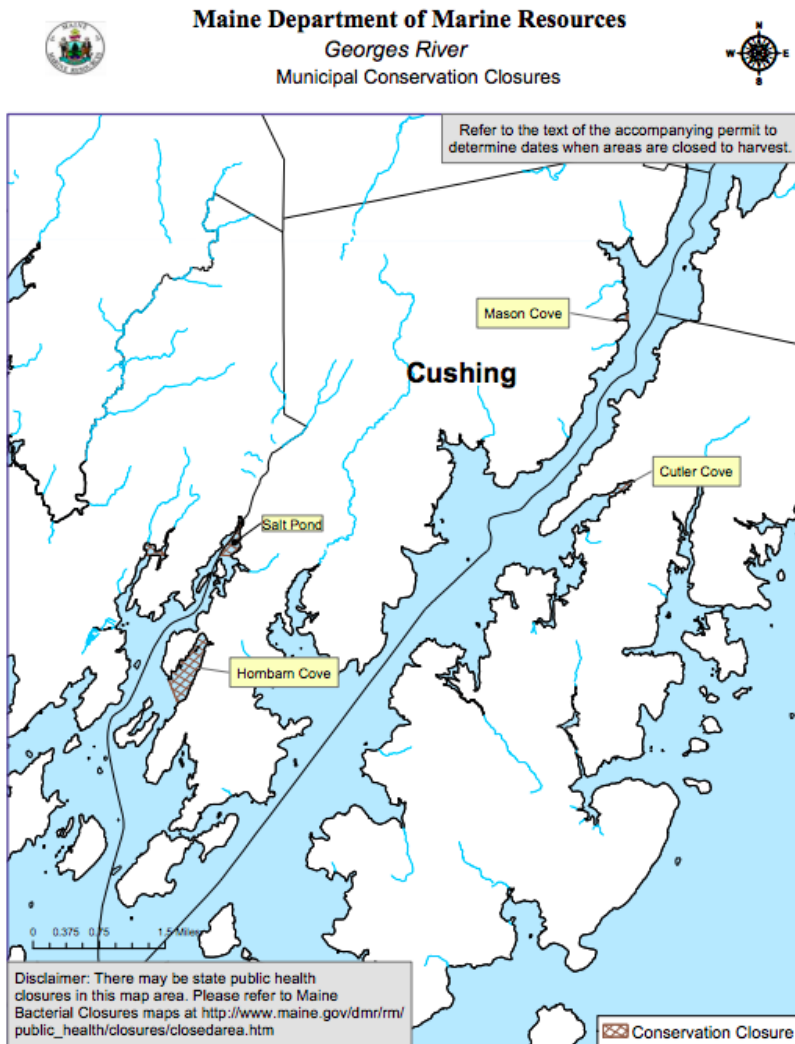 Maine Department of Marine Resources
Georges River
Municipal Conservation Closures
MAINE
MARINE RESOURCES
N
W
E
S
Refer to the text of the accompanying permit to
determine dates when areas are closed to harvest.
Mason Cove
Cushing
Cutler Cove
Salt Pond
Hornbarn Cove
0 0.375 0.75 1.5 Miles
Disclaimer: There may be state public health
closures in this map area. Please refer to Maine
Bacterial Closures maps at http://www.maine.gov/dmr/rm/
public_health/closures/closedarea.htm
Conservation Closure